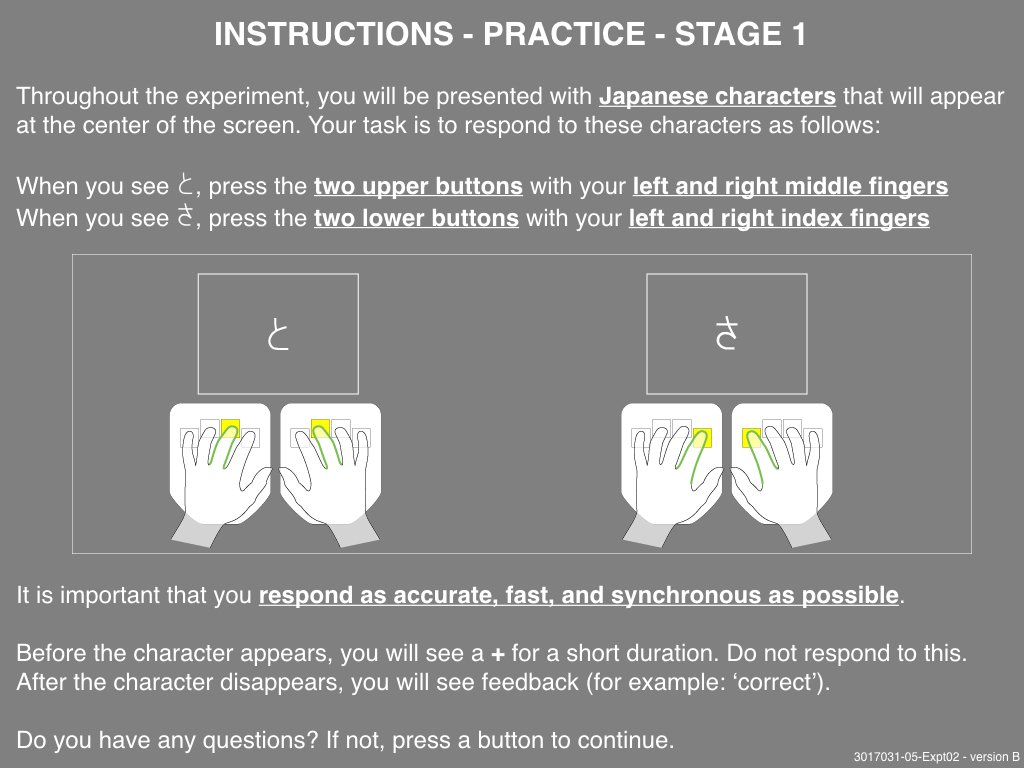 INSTRUCTIONS - PRACTICE - STAGE 1
Throughout the experiment, you will be presented with Japanese characters that will appear
at the center of the screen. Your task is to respond to these characters as follows:
When you see と, press the two upper buttons with your left and right middle fingers
When you see さ, press the two lower buttons with your left and right index fingers
と
さ
It is important that you respond as accurate, fast, and synchronous as possible.
Before the character appears, you will see a + for a short duration. Do not respond to this.
After the character disappears, you will see feedback (for example: ‘correct’).
Do you have any questions? If not, press a button to continue.
3017031-05-Expt02 - version B